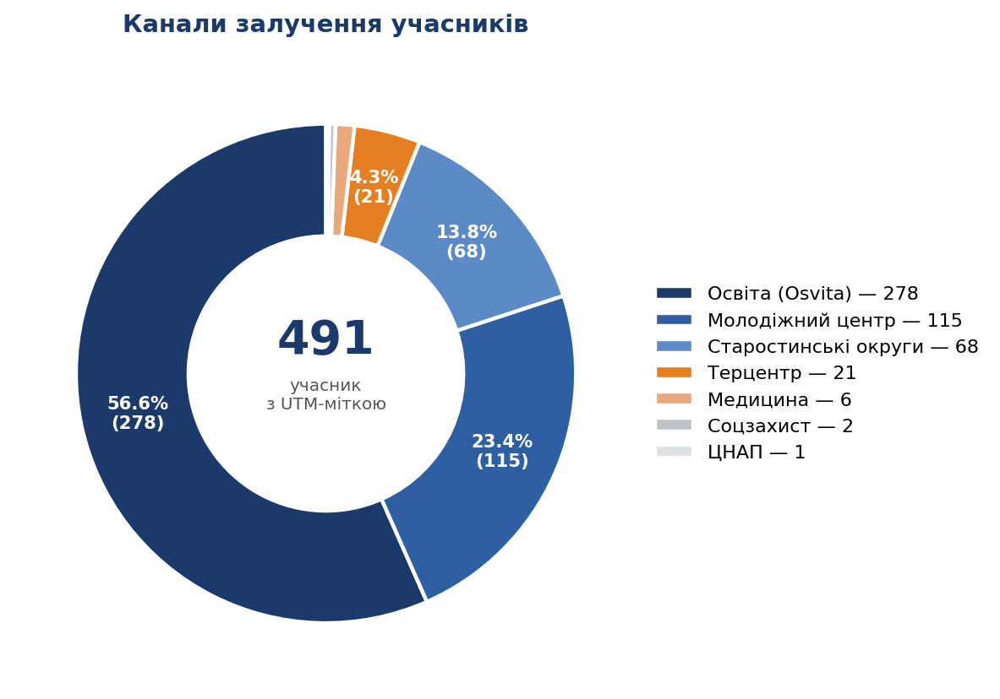 Канали залучення учасників
4.3%
(21)
13.8%
(68)
491
учасник
з UTM-міткою
56.6%
(278)
23.4%
(115)
Освіта (Osvita) — 278
Молодіжний центр — 115
Старостинські округи — 68
Терцентр — 21
Медицина — 6
Соцзахист — 2
ЦНАП — 1